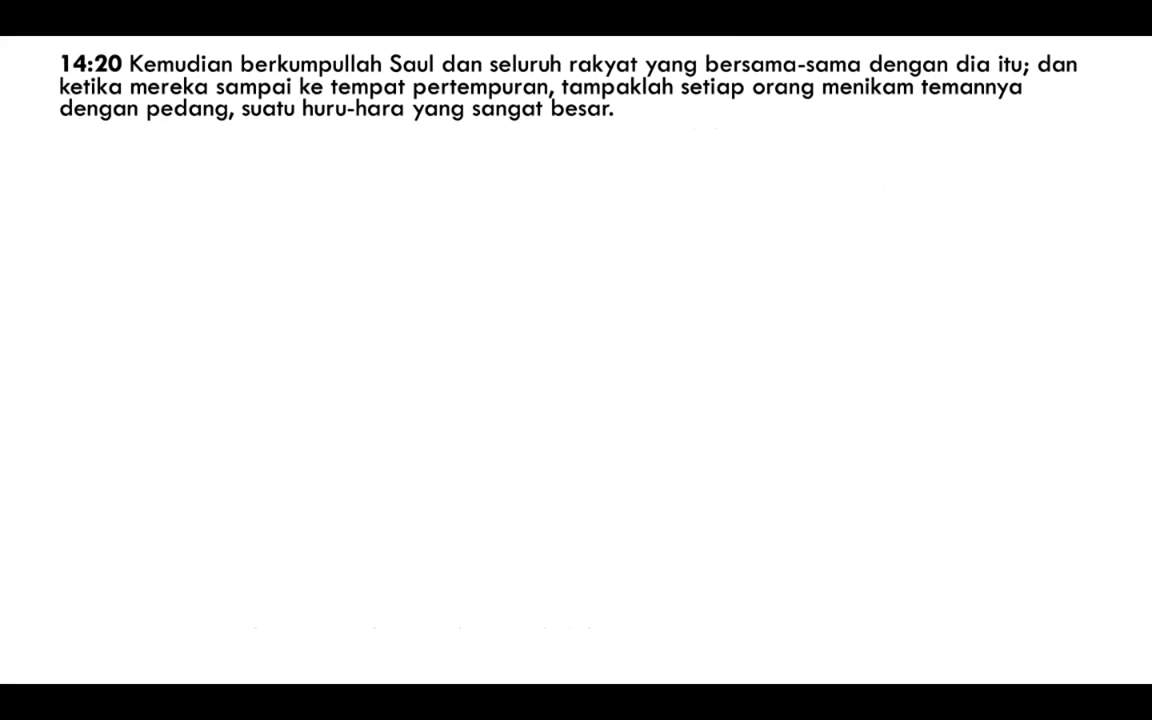 14:20 Kemudian berkumpullah Saul dan seluruh rakyat yang bersama-sama dengan dia itu; dan
ketika mereka sampai ke tempat pertempuran, tampaklah setiap orang menikam temannya
dengan pedang, suatu huru-hara yang sangat besar.